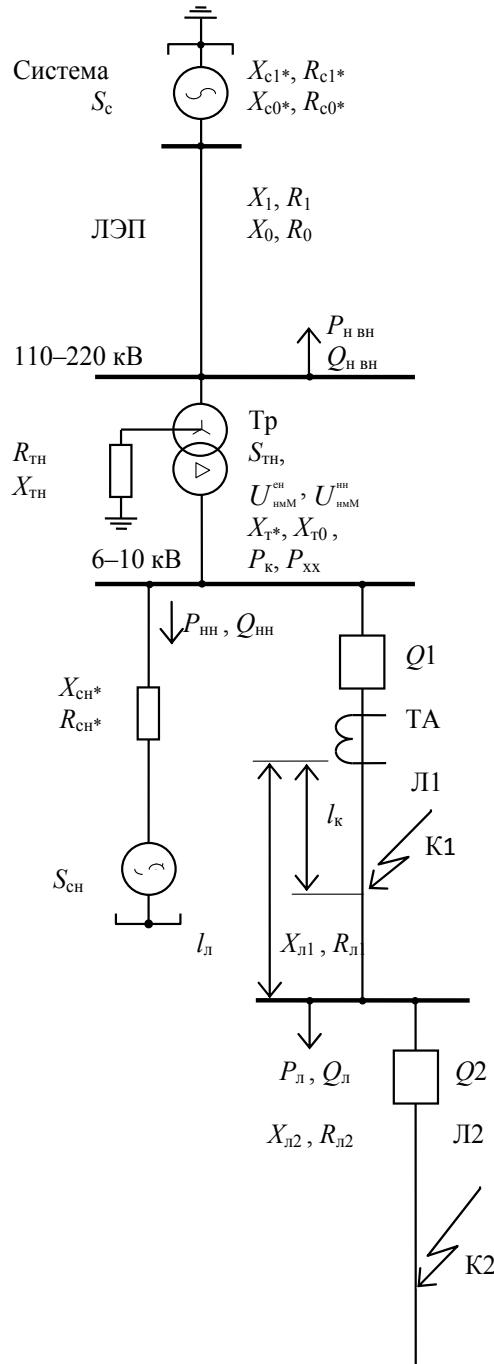 Система
S_с
X_с1*, R_с1*
X_с0*, R_с0*
ЛЭП
X_1, R_1
X_0, R_0
110–220 кВ
P_н вн
Q_н вн
R_тн
X_тн
Тр
S_тн,
U^ен_нмМ, U^нн_нмМ
X_т*, X_т0 ,
P_к, P_хх
6–10 кВ
P_нн , Q_нн
X_сн*
R_сн*
S_сн
Q1
ТА
Л1
l_к
К1
l_л
X_л1 , R_л1
P_л , Q_л
Q2
X_л2 , R_л2
Л2
К2